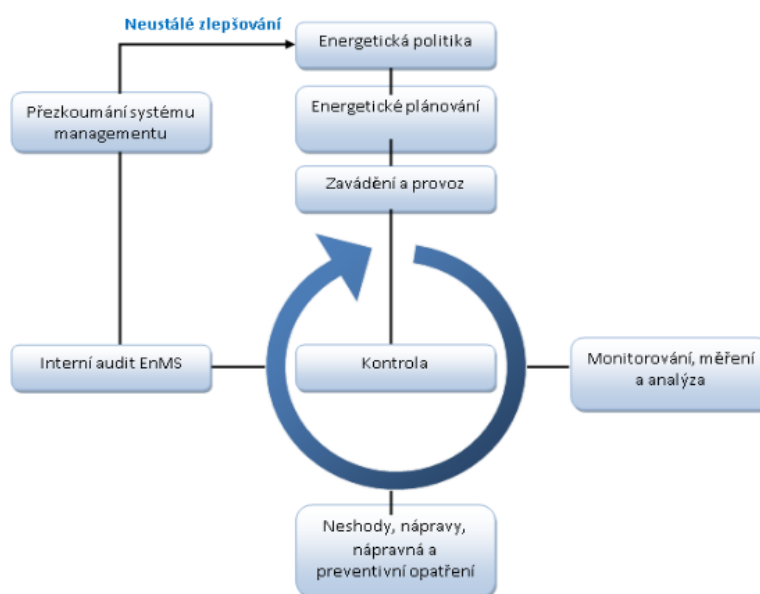 Neustálé zlepšování
Energetická politika
Přezkoumání systému
managementu
Energetické plánování
Zavádění a provoz
Interní audit EnMS
Kontrola
Monitorování, měření
a analýza
Neshody, nápravy,
nápravná a
preventivní opatření